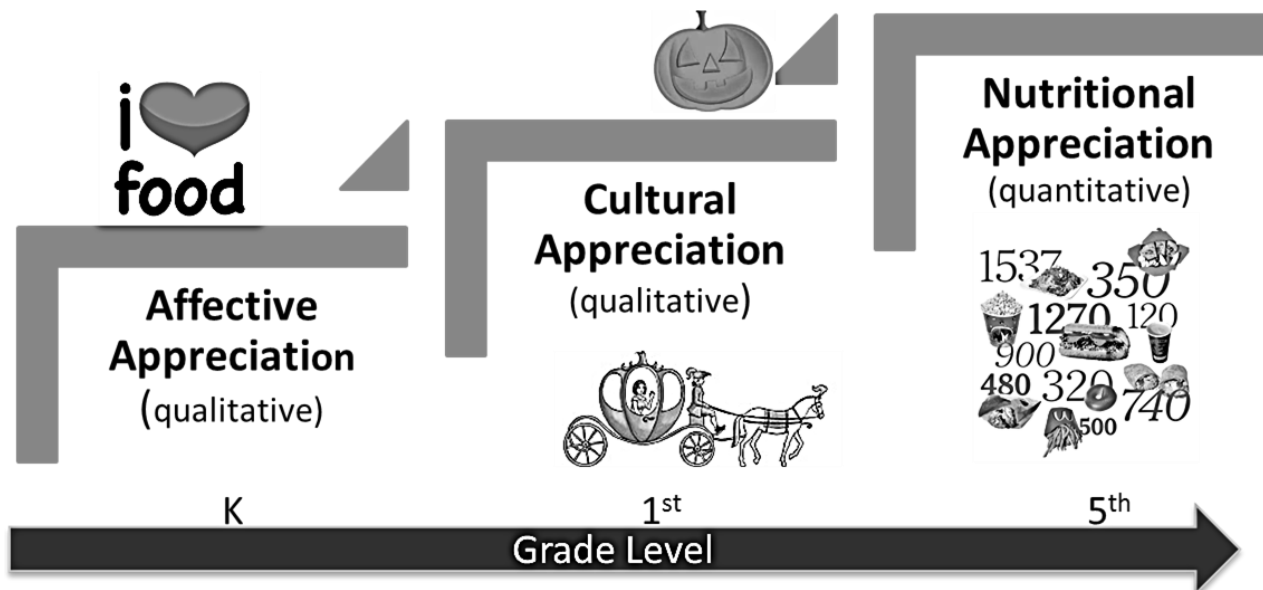 i
food
Affective
Appreciation
(qualitative)
Cultural
Appreciation
(qualitative)
Nutritional
Appreciation
(quantitative)
1537
350
1270 120
900
480 320
740
500
K 1st 5th
Grade Level